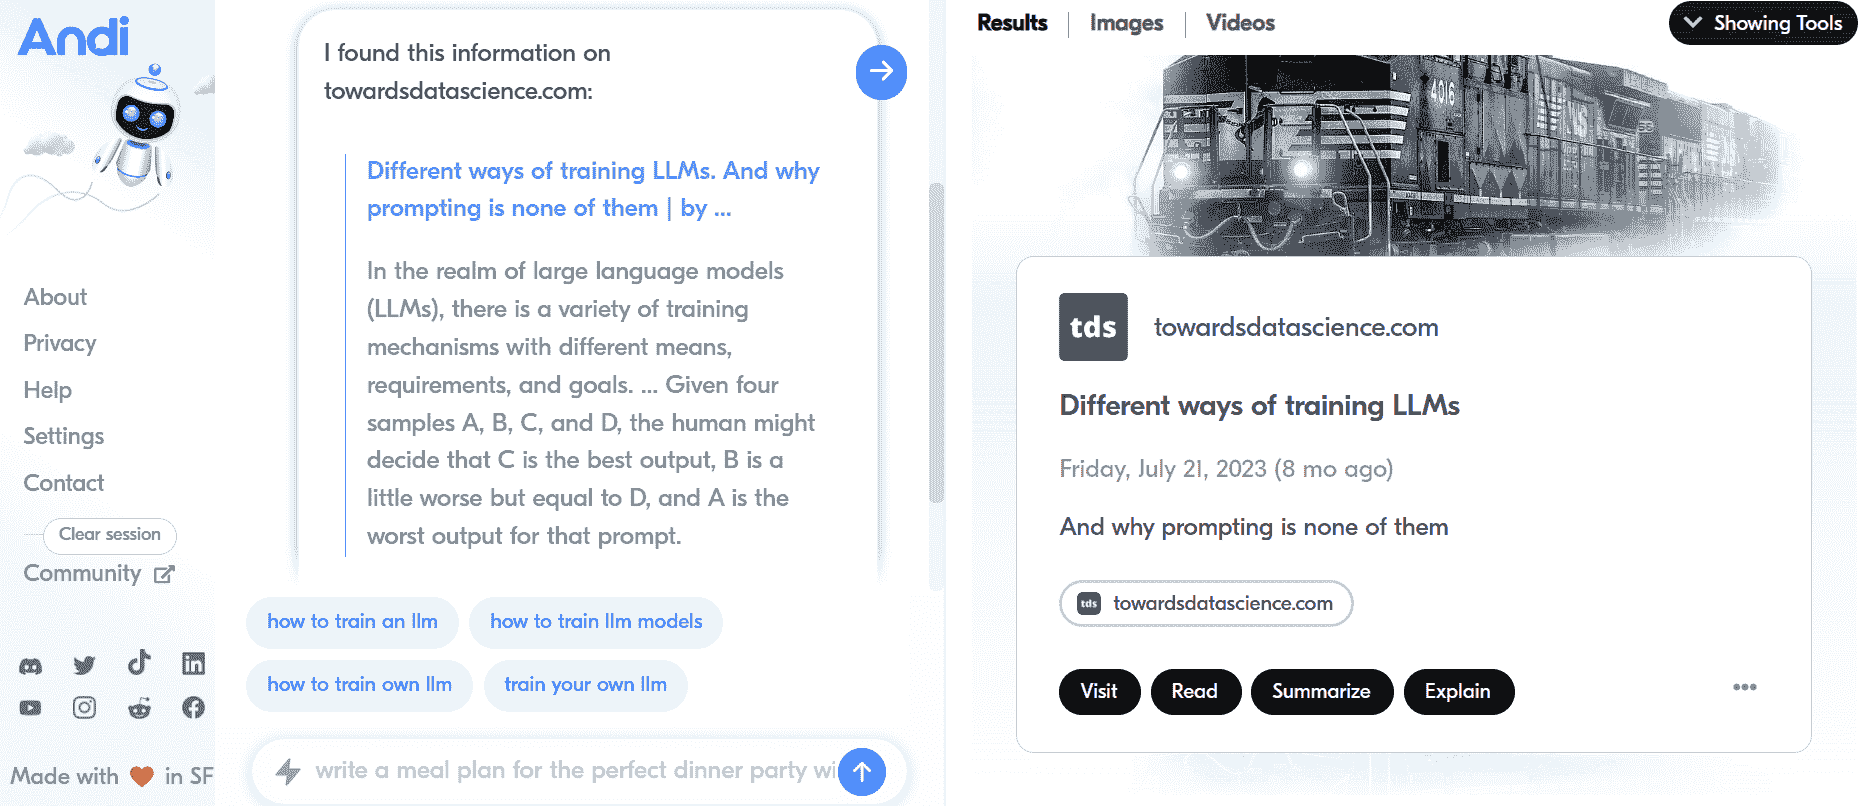 Andi
About
Privacy
Help
Settings
Contact
Clear session
Community
Made with in SF
I found this information on
towardsdatascience.com:
Different ways of training LLMs. And why
prompting is none of them | by ...
In the realm of large language models
(LLMs), there is a variety of training
mechanisms with different means,
requirements, and goals. ... Given four
samples A, B, C, and D, the human might
decide that C is the best output, B is a
little worse but equal to D, and A is the
worst output for that prompt.
how to train an llm
how to train llm models
how to train own llm
train your own llm
write a meal plan for the perfect dinner party wi
Results
Images
Videos
Showing Tools
4016
NS
tds
towardsdatascience.com
Different ways of training LLMs
Friday, July 21, 2023 (8 mo ago)
And why prompting is none of them
tds towardsdatascience.com
Visit
Read
Summarize
Explain